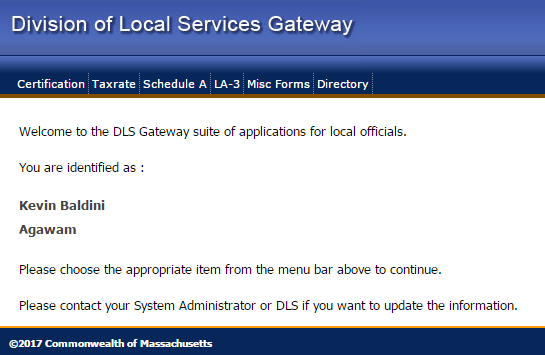 Division of Local Services Gateway
Certification Taxrate Schedule A LA-3 Misc Forms Directory
Welcome to the DLS Gateway suite of applications for local officials.
You are identified as :
Kevin Baldini
Agawam
Please choose the appropriate item from the menu bar above to continue.
Please contact your System Administrator or DLS if you want to update the information.
©2017 Commonwealth of Massachusetts